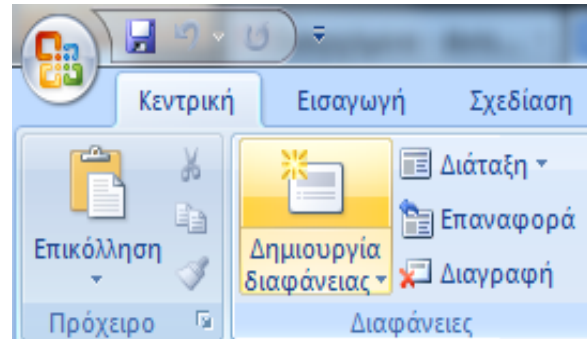 Κεντρική Εισαγωγή Σχεδίαση
Επικόλληση
Δημιουργία
διαφάνειας
Διάταξη
Επαναφορά
Διαγραφή
Πρόχειρο Διαφάνειες